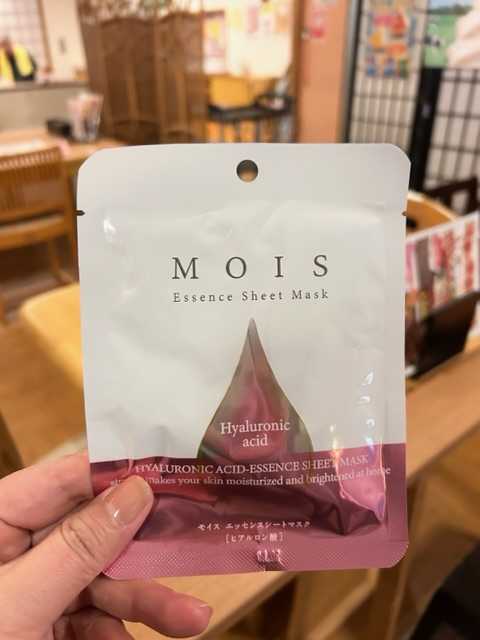 MOIS
Essence Sheet Mask
Hyaluronic
acid
HYALURONIC ACID-ESSENCE SHEET MASK
makes your skin moisturized and brightented at home
モイス エッセンスシートマスク
[ヒアルロン酸]